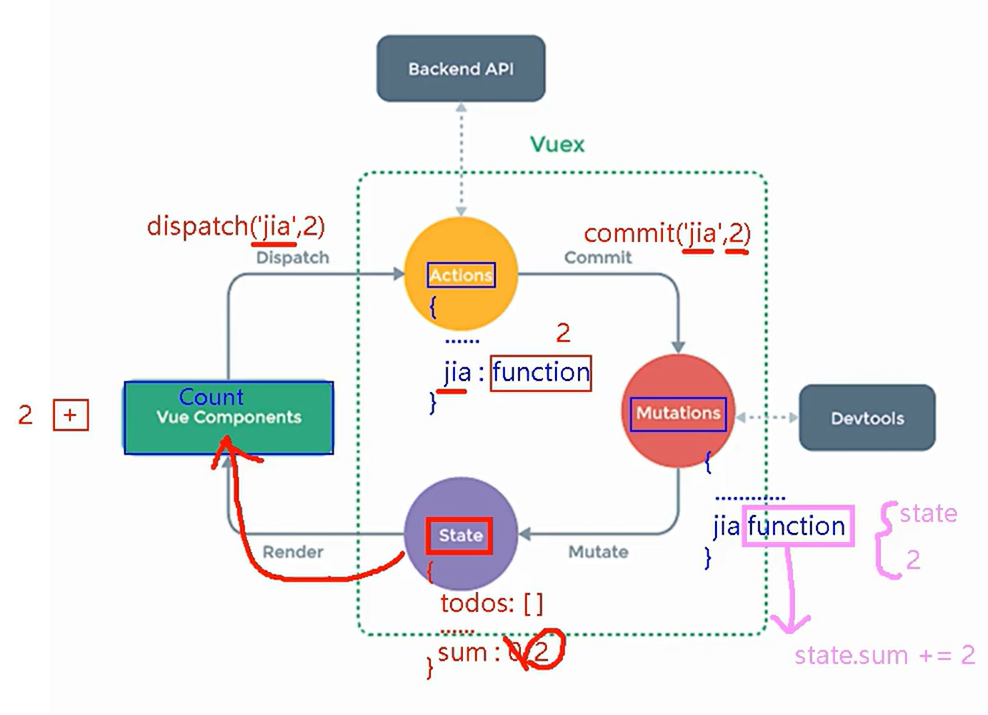 Backend API
Vuex
dispatch('jia',2)
commit('jia',2)
Dispatch
Commit
Actions
{
......
2
jia : function
}
Count
Vue Components
2 +
Mutations
Devtools
{
............
jia function
}
state
2
State
Render
Mutate
{
todos: [ ]
......
sum : 0 2
}
state.sum += 2